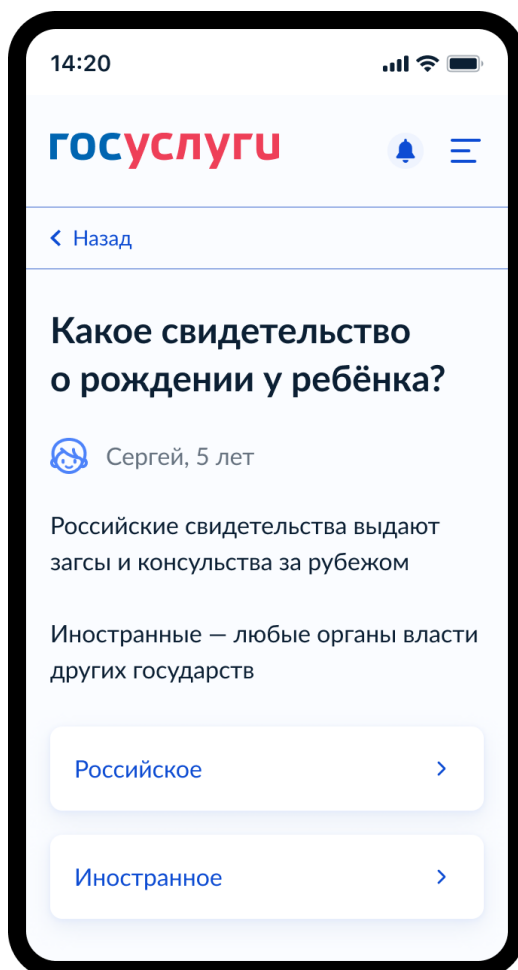 14:20
госуслуги
Назад
Какое свидетельство
о рождении у ребёнка?
Сергей, 5 лет
Российские свидетельства выдают
загсы и консульства за рубежом
Иностранные — любые органы власти
других государств
Российское
Иностранное